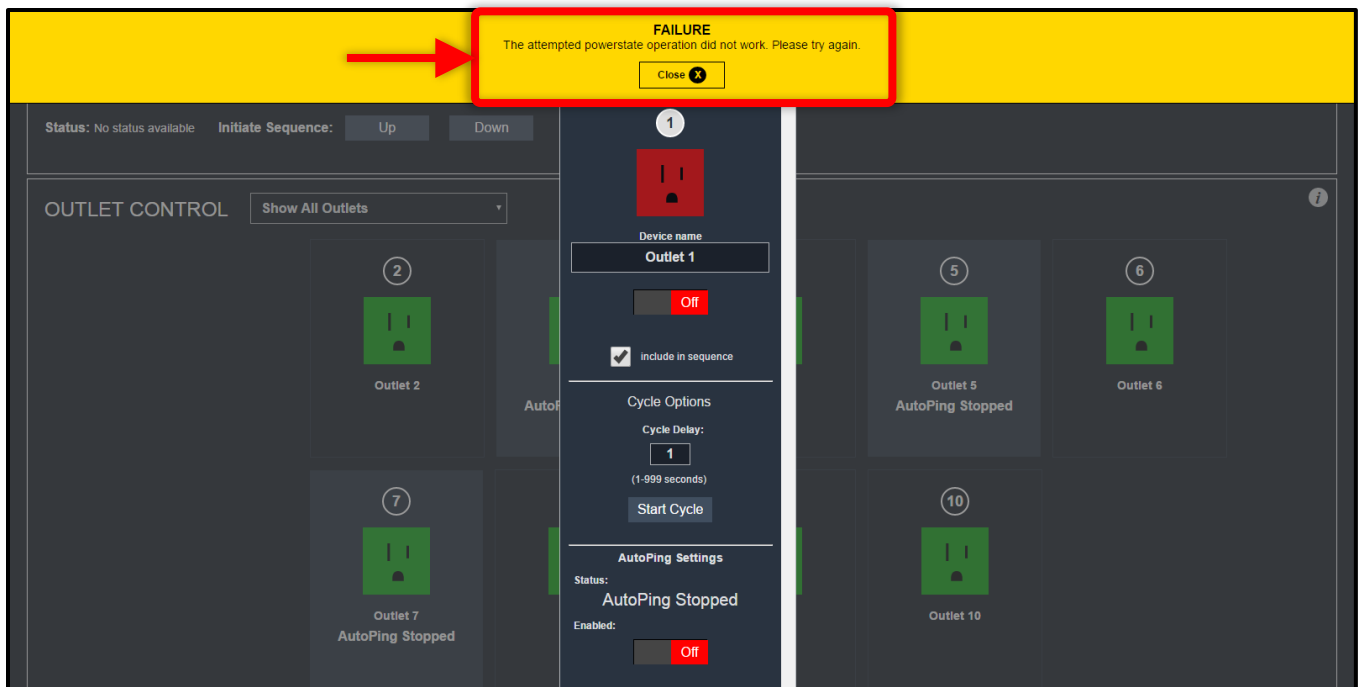 FAILURE
The attempted powerstate operation did not work. Please try again.
Close X
Status: No status available Initiate Sequence: Up Down
1
OUTLET CONTROL Show All Outlets
Device name
Outlet 1
Off
include in sequence
2
5
6
Outlet 2
Outlet 5
Outlet 6
AutoPing Stopped
Cycle Options
Cycle Delay:
1
(1-999 seconds)
Start Cycle
7
10
AutoPing Settings
Status:
AutoPing Stopped
Enabled:
Off
Outlet 7
Outlet 10
AutoPing Stopped